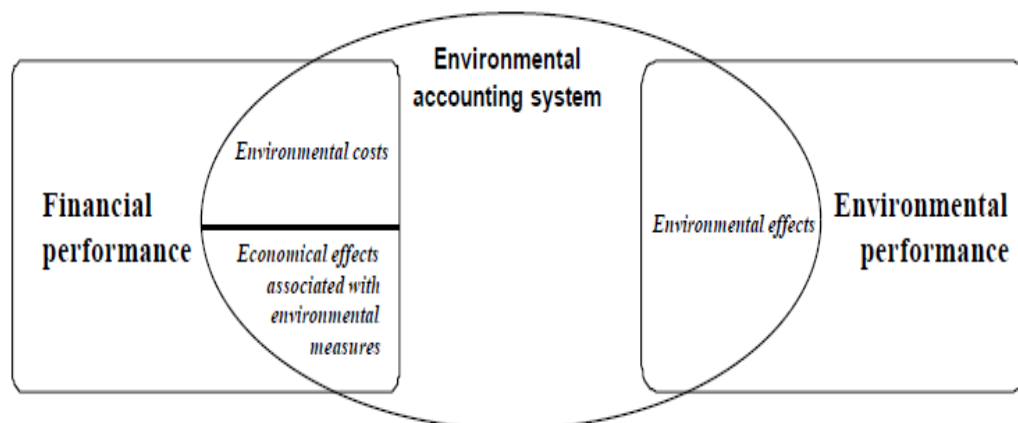 Environmental
accounting system
Environmental costs
Financial
performance
Economical effects
associated with
environmental
measures
Environmental effects
Environmental
performance